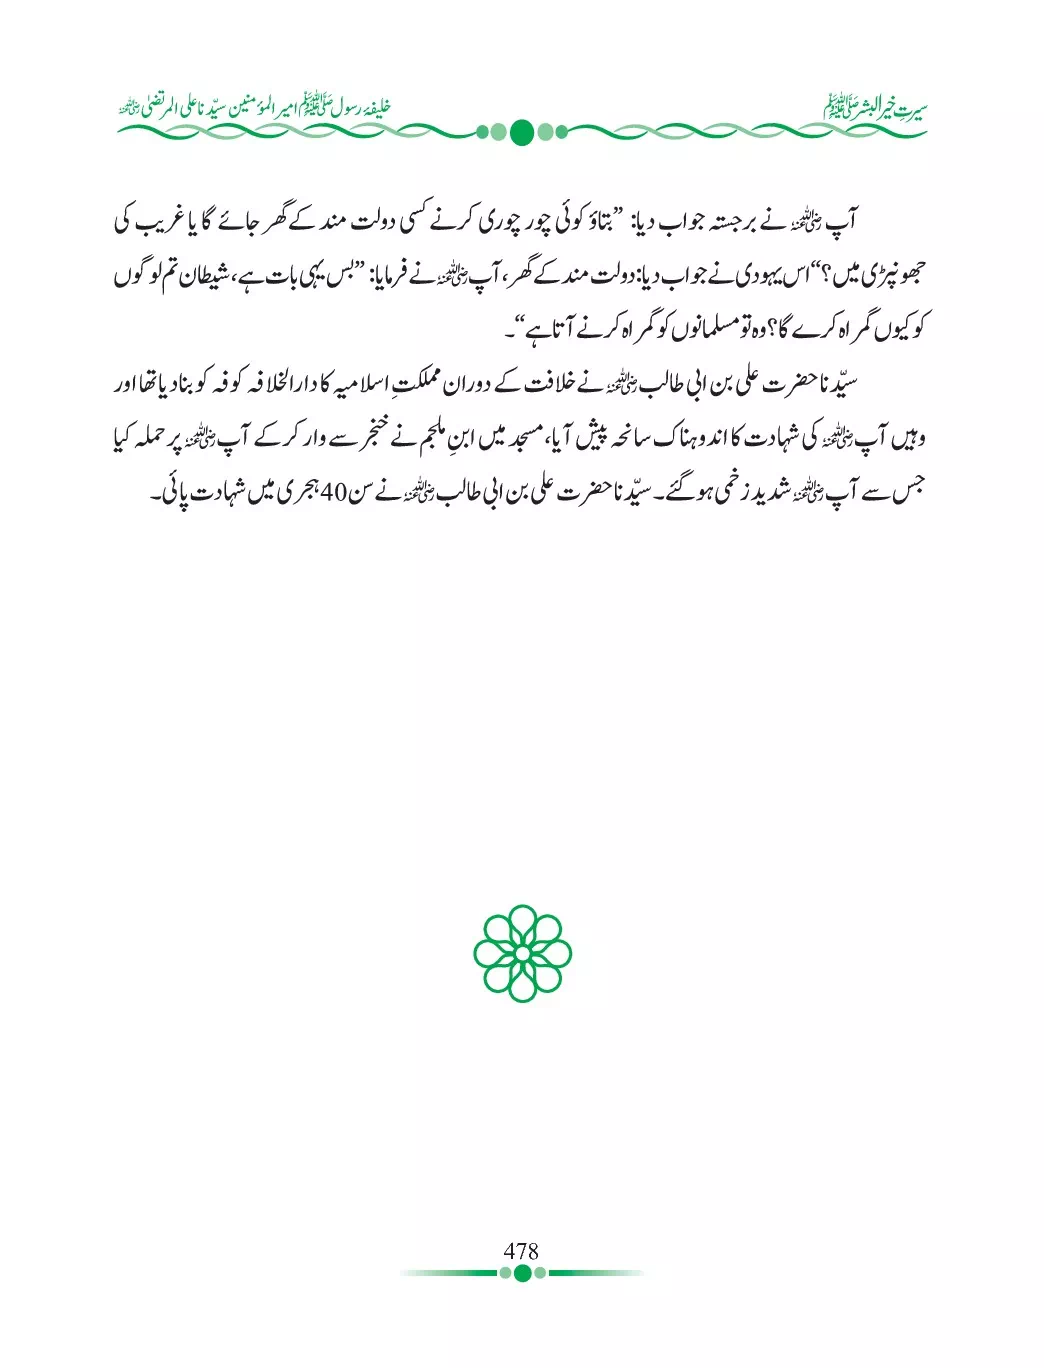 سیرتِ خیر البشر ﷺ
خلیفۂ رسول ﷺ امیر المؤمنین سیّدنا علی المرتضیٰ رضی اللہ عنہ
آپ رضی اللہ عنہ نے برجستہ جواب دیا: ”بتاؤ کوئی چور چوری کرنے کسی دولت مند کے گھر جائے گا یا غریب کی
جھونپڑی میں؟“ اس یہودی نے جواب دیا: دولت مند کے گھر، آپ رضی اللہ عنہ نے فرمایا: ”بس یہی بات ہے، شیطان تم لوگوں
کو کیوں گمراہ کرے گا؟ وہ تو مسلمانوں کو گمراہ کرنے آتا ہے“۔
سیّدنا حضرت علی بن ابی طالب رضی اللہ عنہ نے خلافت کے دوران مملکتِ اسلامیہ کا دارالخلافہ کوفہ کو بنا دیا تھا اور
وہیں آپ رضی اللہ عنہ کی شہادت کا اندوہناک سانحہ پیش آیا، مسجد میں ابنِ ملجم نے خنجر سے وار کر کے آپ رضی اللہ عنہ پر حملہ کیا
جس سے آپ رضی اللہ عنہ شدید زخمی ہو گئے۔ سیّدنا حضرت علی بن ابی طالب رضی اللہ عنہ نے سن 40 ہجری میں شہادت پائی۔
478